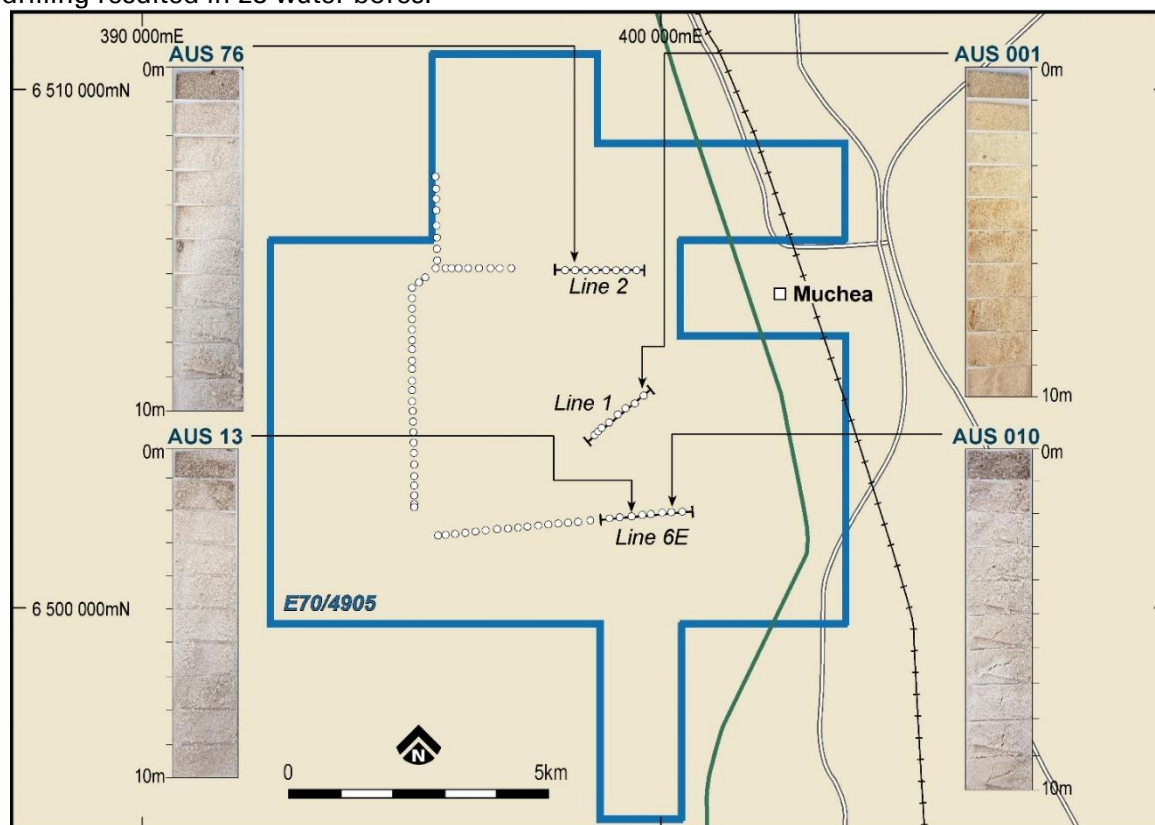 drilling resulted in 28 water bores.
390 000mE
400 000mE
AUS 76
AUS 001
0m
0m
6 510 000mN
Line 2
Muchea
Line 1
10m
10m
AUS 13
AUS 010
0m
0m
Line 6E
E70/4905
6 500 000mN
N
0
5km
10m
10m